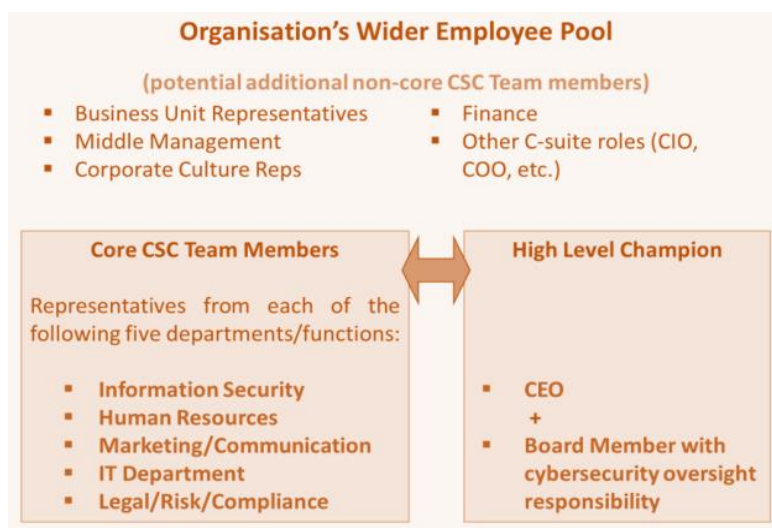 Organisation's Wider Employee Pool
(potential additional non-core CSC Team members)
▪ Business Unit Representatives
▪ Middle Management
▪ Corporate Culture Reps
▪ Finance
▪ Other C-suite roles (CIO,
COO, etc.)
Core CSC Team Members
Representatives from each of the
following five departments/functions:
▪ Information Security
▪ Human Resources
▪ Marketing/Communication
▪ IT Department
▪ Legal/Risk/Compliance
High Level Champion
▪ CEO
+
▪ Board Member with
cybersecurity oversight
responsibility